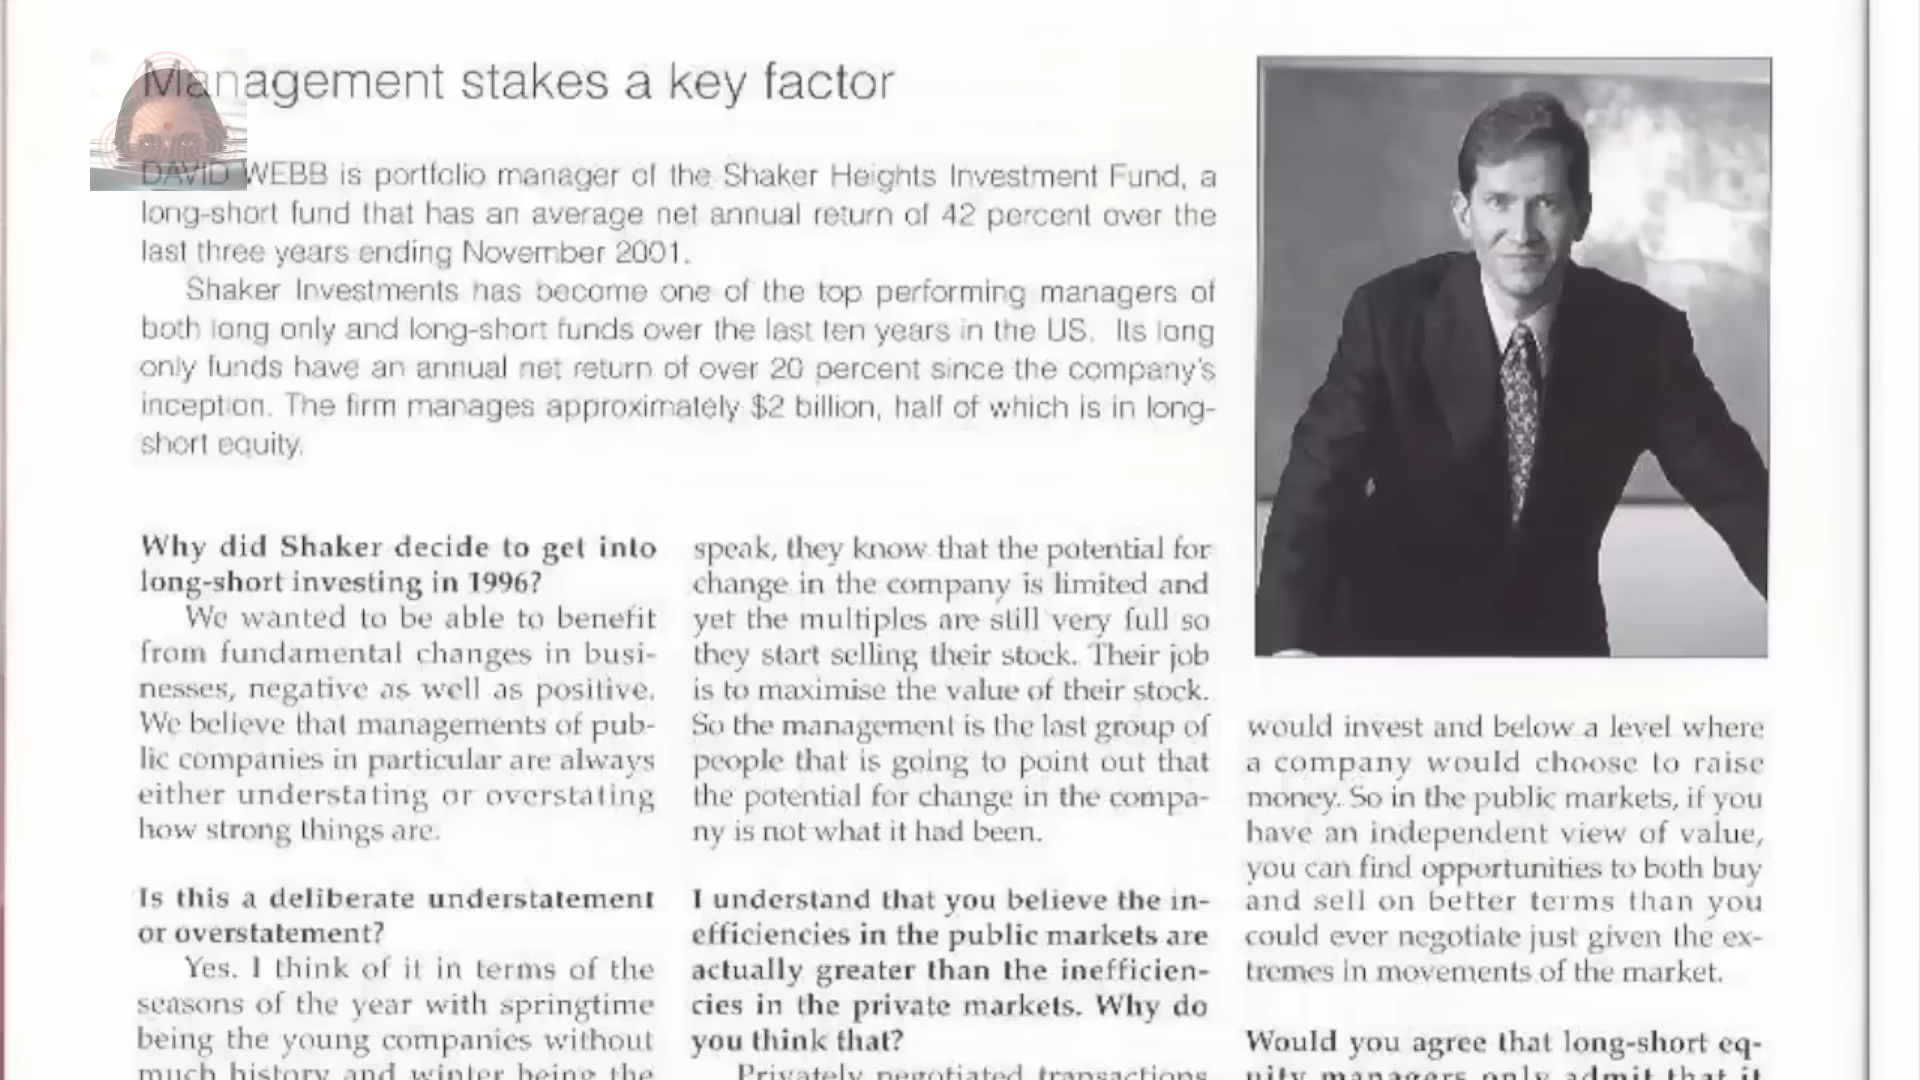 Management stakes a key factor
DAVID WEBB is portfolio manager of the Shaker Heights Investment Fund, a
long-short fund that has an average net annual return of 42 percent over the
last three years ending November 2001.
Shaker Investments has become one of the top performing managers of
both long only and long-short funds over the last ten years in the US. Its long
only funds have an annual net return of over 20 percent since the company's
inception. The firm manages approximately $2 billion, half of which is in long-
short equity.
Why did Shaker decide to get into
long-short investing in 1996?
We wanted to be able to benefit
from fundamental changes in busi-
nesses, negative as well as positive.
We believe that managements of pub-
lic companies in particular are always
either understating or overstating
how strong things are.
Is this a deliberate understatement
or overstatement?
Yes. I think of it in terms of the
seasons of the year with springtime
being the young companies without
much history and winter being the
speak, they know that the potential for
change in the company is limited and
yet the multiples are still very full so
they start selling their stock. Their job
is to maximise the value of their stock.
So the management is the last group of
people that is going to point out that
the potential for change in the compa-
ny is not what it had been.
I understand that you believe the in-
efficiencies in the public markets are
actually greater than the inefficien-
cies in the private markets. Why do
you think that?
Privately negotiated transactions
would invest and below a level where
a company would choose to raise
money. So in the public markets, if you
have an independent view of value,
you can find opportunities to both buy
and sell on better terms than you
could ever negotiate just given the ex-
tremes in movements of the market.
Would you agree that long-short eq-
uity managers only admit that it